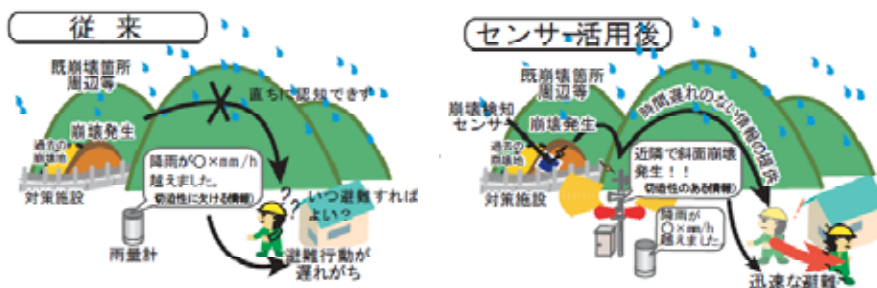 従来
既崩壊箇所
周辺等
直ちに認知できず
崩壊発生
過去の
崩壊地
対策施設
降雨が〇×mm/h
越えました。
切迫性に欠ける情報)
??
いつ避難すれば
よい?
雨量計
避難行動が
遅れがち
センサー活用後
既崩壊箇所
周辺等
崩壊検知
センサー
崩壊発生
過去の
崩壊地
対策施設
時間遅れのない情報の提供
近隣で斜面崩壊
発生!!
切迫性のある情報)
降雨が
〇×mm/h
越えました。
迅速な避難